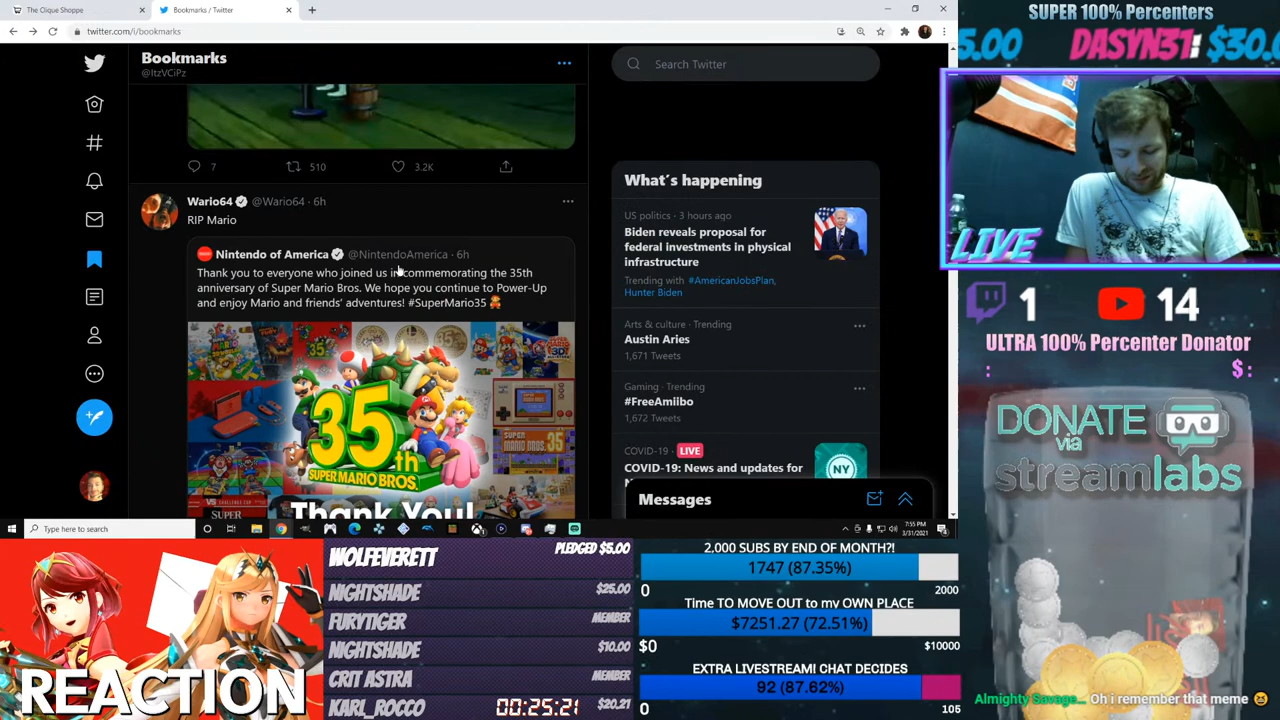 The Clique Shoppe
Bookmarks / Twitter
twitter.com/i/bookmarks
Bookmarks
@ItzVCiPz
Search Twitter
7
510
3.2K
Wario64 @Wario64 · 6h
RIP Mario
Nintendo of America @NintendoAmerica · 6h
Thank you to everyone who joined us in commemorating the 35th
anniversary of Super Mario Bros. We hope you continue to Power-Up
and enjoy Mario and friends' adventures! #SuperMario35
35th
SUPER MARIO BROS.
Thank You!
What's happening
US politics · 3 hours ago
Biden reveals proposal for
federal investments in physical
infrastructure
Trending with #AmericanJobsPlan,
Hunter Biden
Arts & culture · Trending
Austin Aries
1,671 Tweets
Gaming · Trending
#FreeAmiibo
1,672 Tweets
COVID-19 · LIVE
COVID-19: News and updates for
NY
Messages
Type here to search
7:55 PM
3/31/2021
SUPER 100% Percenters
5.00 DASYN31: $30.0
LIVE
1
14
ULTRA 100% Percenter Donator
: $:
DONATE
via
streamlabs
Almighty Savage... Oh i remember that meme
REACTION
WOLFEVERETT PLEDGED $5.00
NIGHTSHADE $25.00
FURYTIGER MEMBER
NIGHTSHADE $10.00
CRIT ASTRA MEMBER
00:25:21 $20.21
2,000 SUBS BY END OF MONTH?!
1747 (87.35%)
0 2000
Time TO MOVE OUT to my OWN PLACE
$7251.27 (72.51%)
$0 $10000
EXTRA LIVESTREAM! CHAT DECIDES
92 (87.62%)
0 105